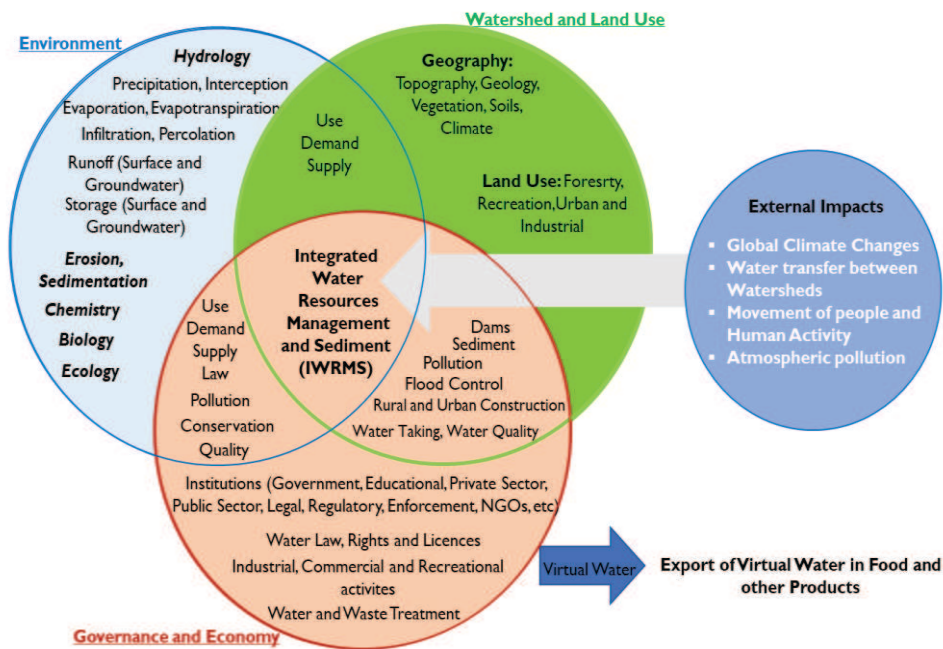 Watershed and Land Use
Environment
Hydrology
Precipitation, Interception
Evaporation, Evapotranspiration
Infiltration, Percolation
Runoff (Surface and
Groundwater)
Storage (Surface and
Groundwater)
Erosion,
Sedimentation
Chemistry
Biology
Ecology
Use
Demand
Supply
Geography:
Topography, Geology,
Vegetation, Soils,
Climate
Land Use: Foresrty,
Recreation, Urban and
Industrial
External Impacts
▪ Global Climate Changes
▪ Water transfer between
Watersheds
▪ Movement of people and
Human Activity
▪ Atmospheric pollution
Integrated
Water
Resources
Management
and Sediment
(IWRMS)
Use
Demand
Supply
Law
Pollution
Conservation
Quality
Dams
Sediment
Pollution
Flood Control
Rural and Urban Construction
Water Taking, Water Quality
Institutions (Government, Educational, Private Sector,
Public Sector, Legal, Regulatory, Enforcement, NGOs, etc)
Water Law, Rights and Licences
Industrial, Commercial and Recreational
activites
Water and Waste Treatment
Governance and Economy
Virtual Water
Export of Virtual Water in Food and
other Products